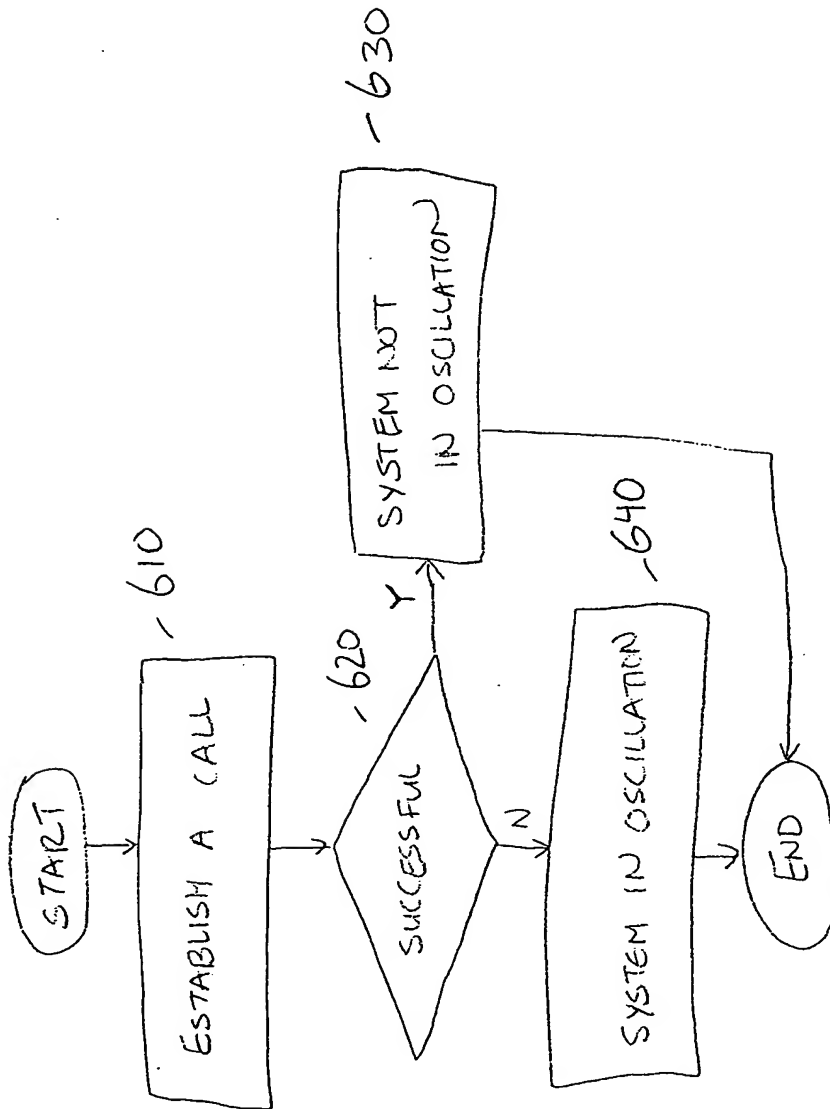 START
ESTABLISH A CALL
610
SUCCESSFUL
620
Y
SYSTEM NOT
IN OSCILLATION
630
N
SYSTEM IN OSCILLATION
640
END